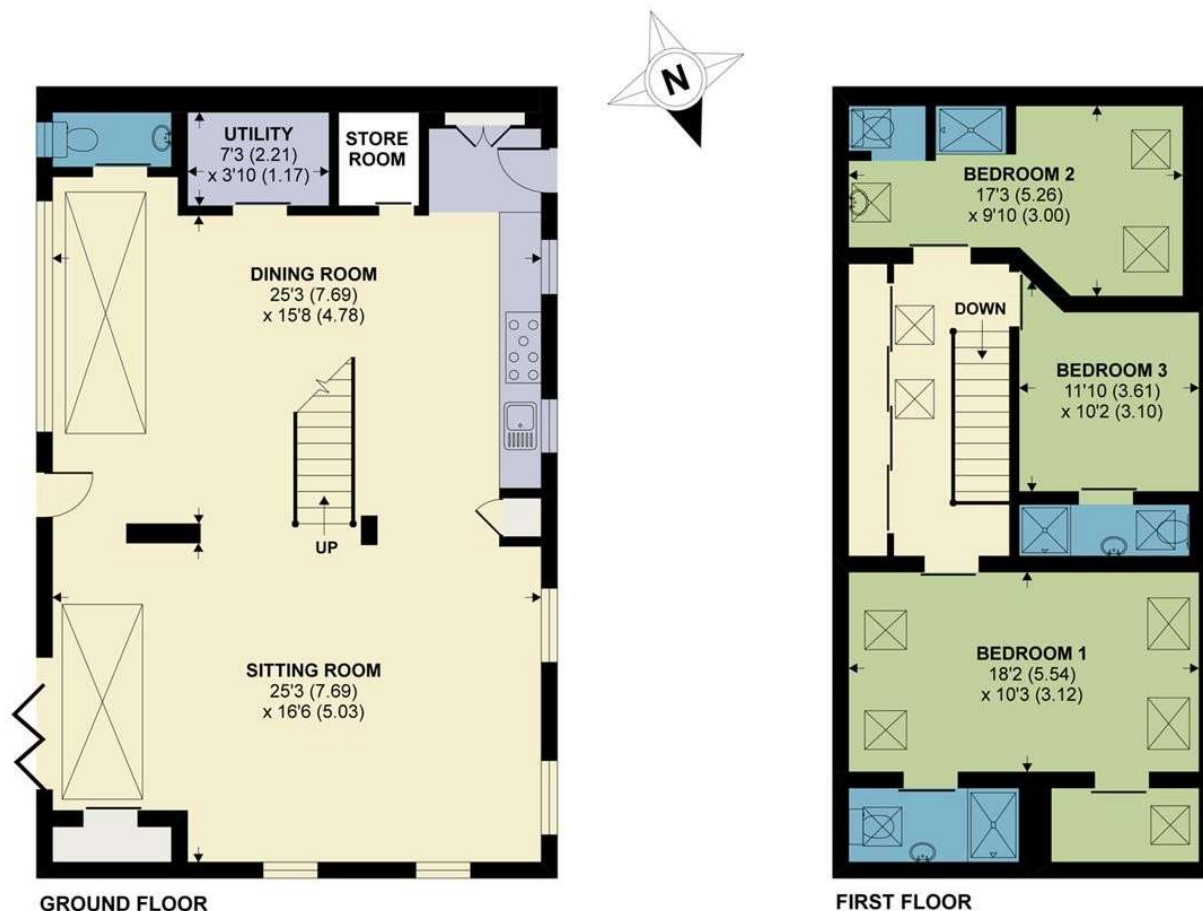 N
UTILITY
7'3 (2.21)
x 3'10 (1.17)
STORE
ROOM
DINING ROOM
25'3 (7.69)
x 15'8 (4.78)
UP
SITTING ROOM
25'3 (7.69)
x 16'6 (5.03)
GROUND FLOOR
BEDROOM 2
17'3 (5.26)
x 9'10 (3.00)
DOWN
BEDROOM 3
11'10 (3.61)
x 10'2 (3.10)
BEDROOM 1
18'2 (5.54)
x 10'3 (3.12)
FIRST FLOOR